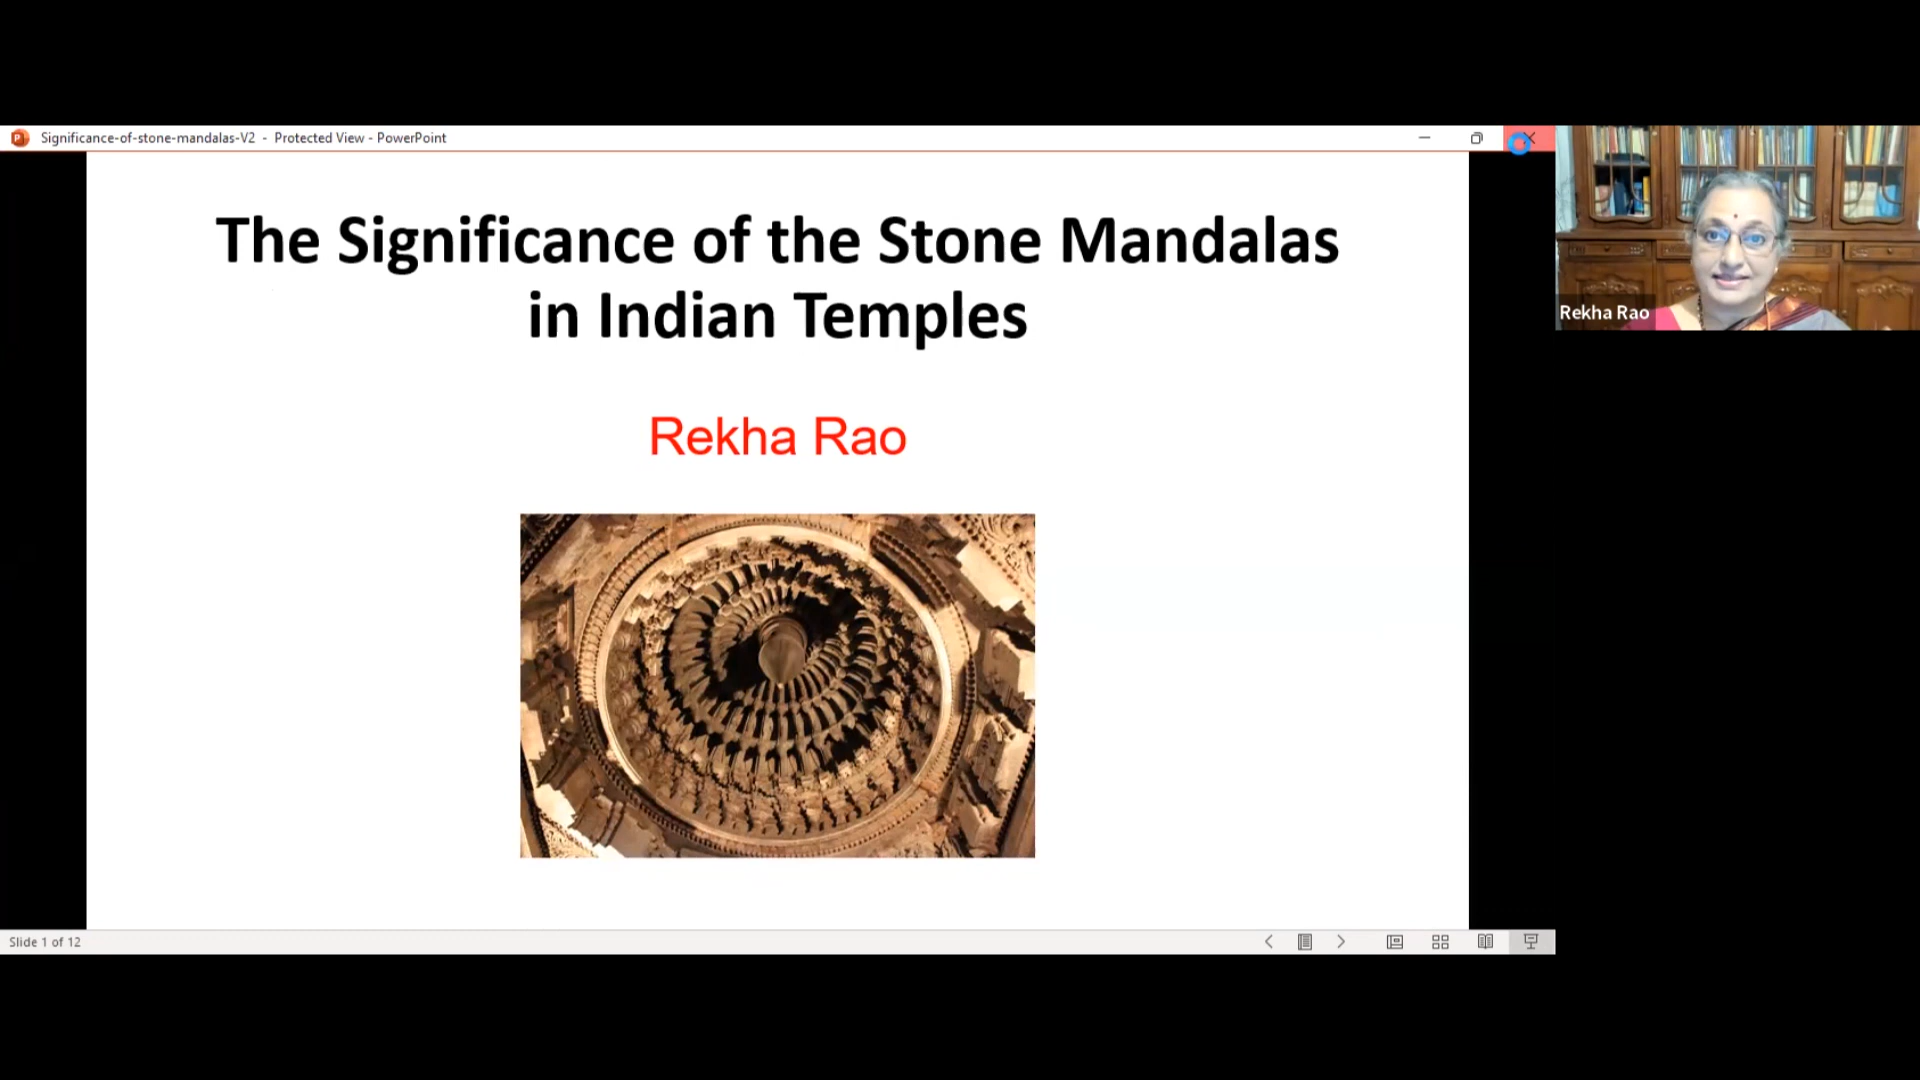 Significance-of-stone-mandalas-V2 - Protected View - PowerPoint
The Significance of the Stone Mandalas
in Indian Temples
Rekha Rao
Rekha Rao
Slide 1 of 12